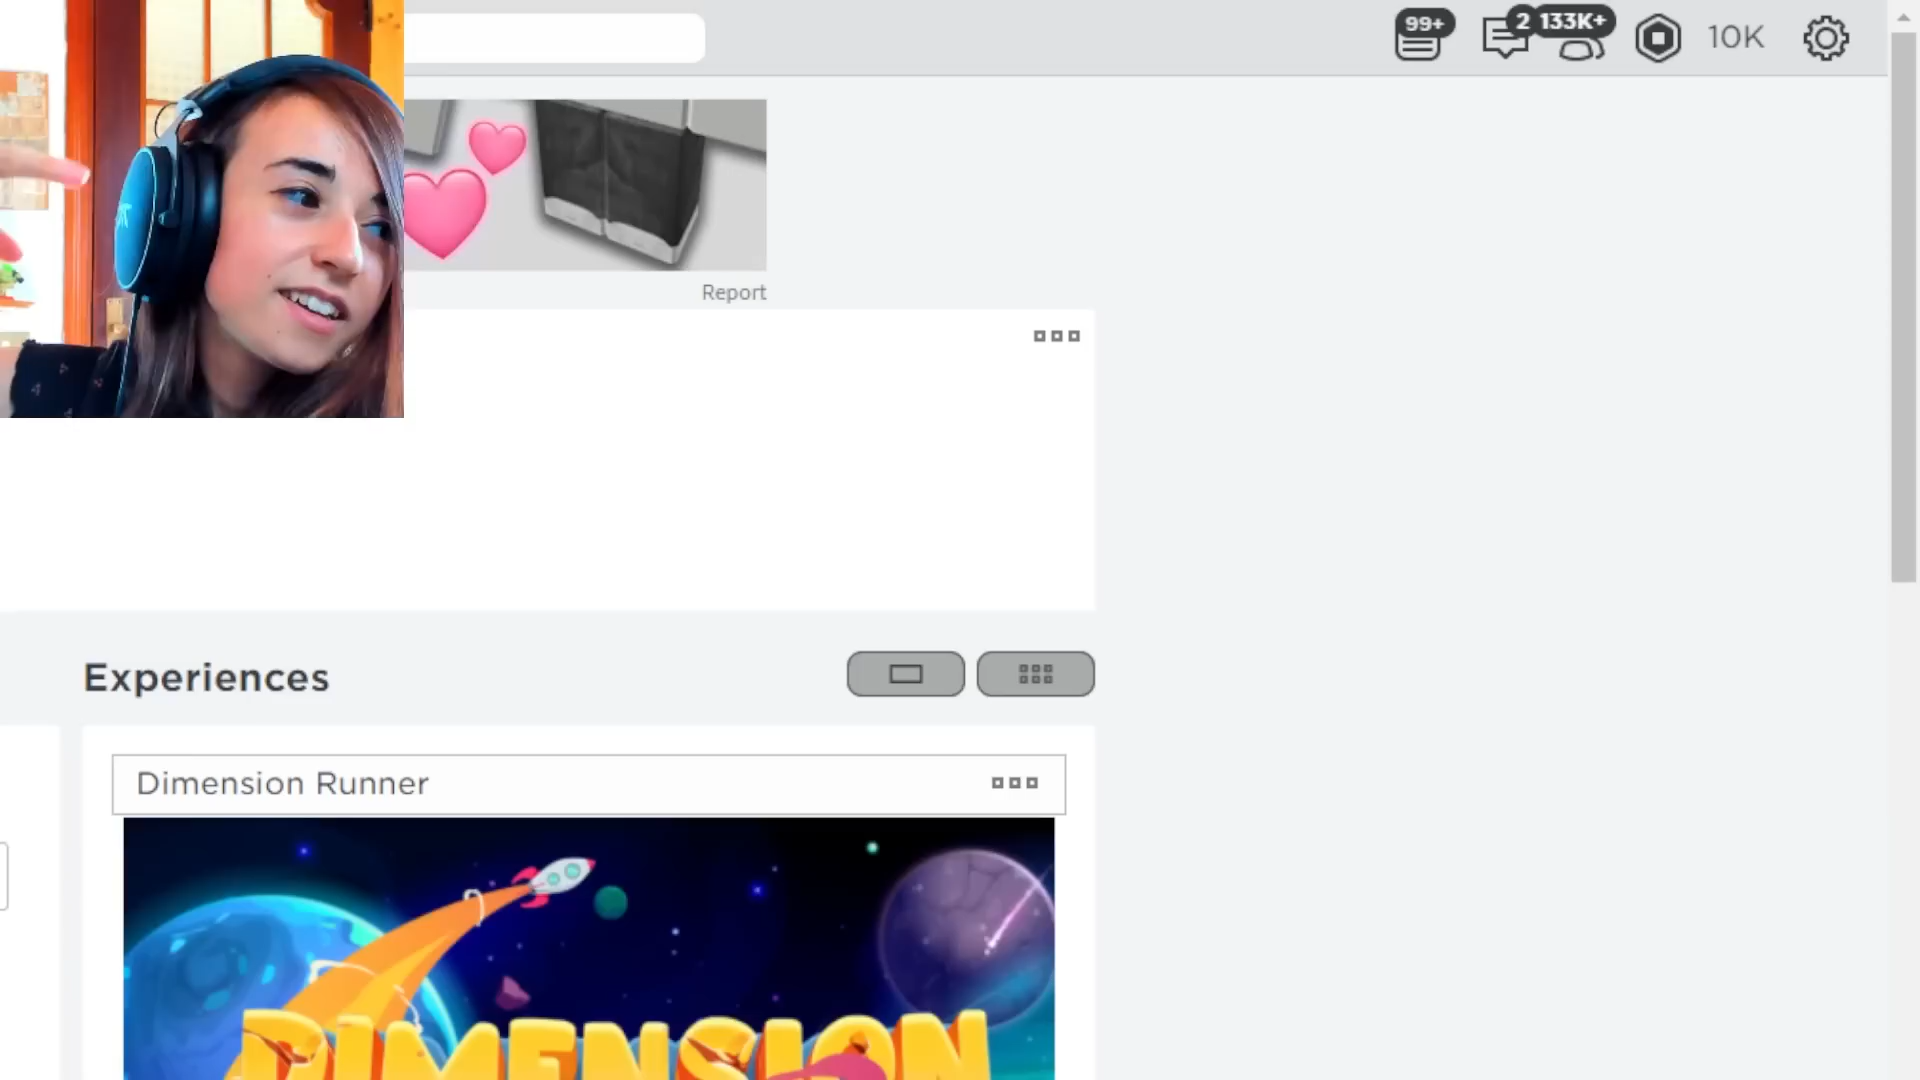 99+
2
133K+
10K
Report
Experiences
Dimension Runner
DIMENSION